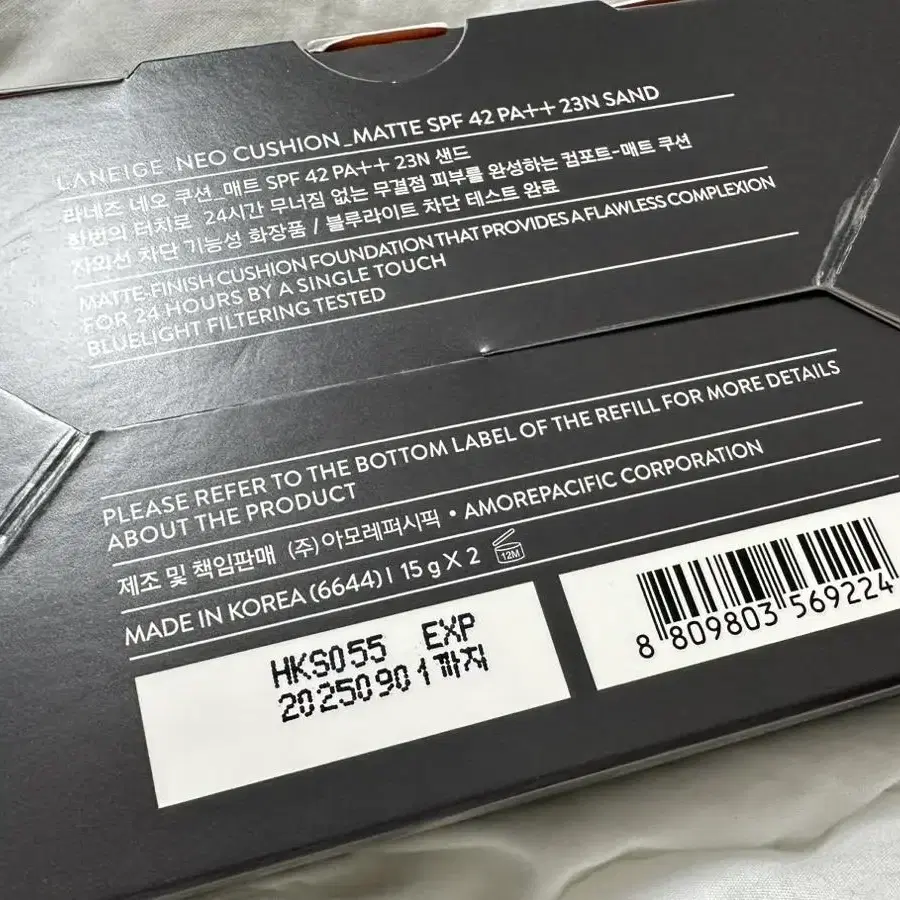 LANEIGE NEO CUSHION_MATTE SPF 42 PA++ 23N SAND
라네즈 네오 쿠션_매트 SPF 42 PA++ 23N 샌드
한번의 터치로 24시간 무너짐 없는 무결점 피부를 완성하는 컴포트-매트 쿠션
자외선 차단 기능성 화장품 / 블루라이트 차단 테스트 완료
MATTE-FINISH CUSHION FOUNDATION THAT PROVIDES A FLAWLESS COMPLEXION
FOR 24 HOURS BY A SINGLE TOUCH
BLUELIGHT FILTERING TESTED
PLEASE REFER TO THE BOTTOM LABEL OF THE REFILL FOR MORE DETAILS
ABOUT THE PRODUCT
제조 및 책임판매 (주)아모레퍼시픽 • AMOREPACIFIC CORPORATION
MADE IN KOREA (6644) | 15 g X 2 12M
HKS055 EXP
20250901까지
8 809803 569224